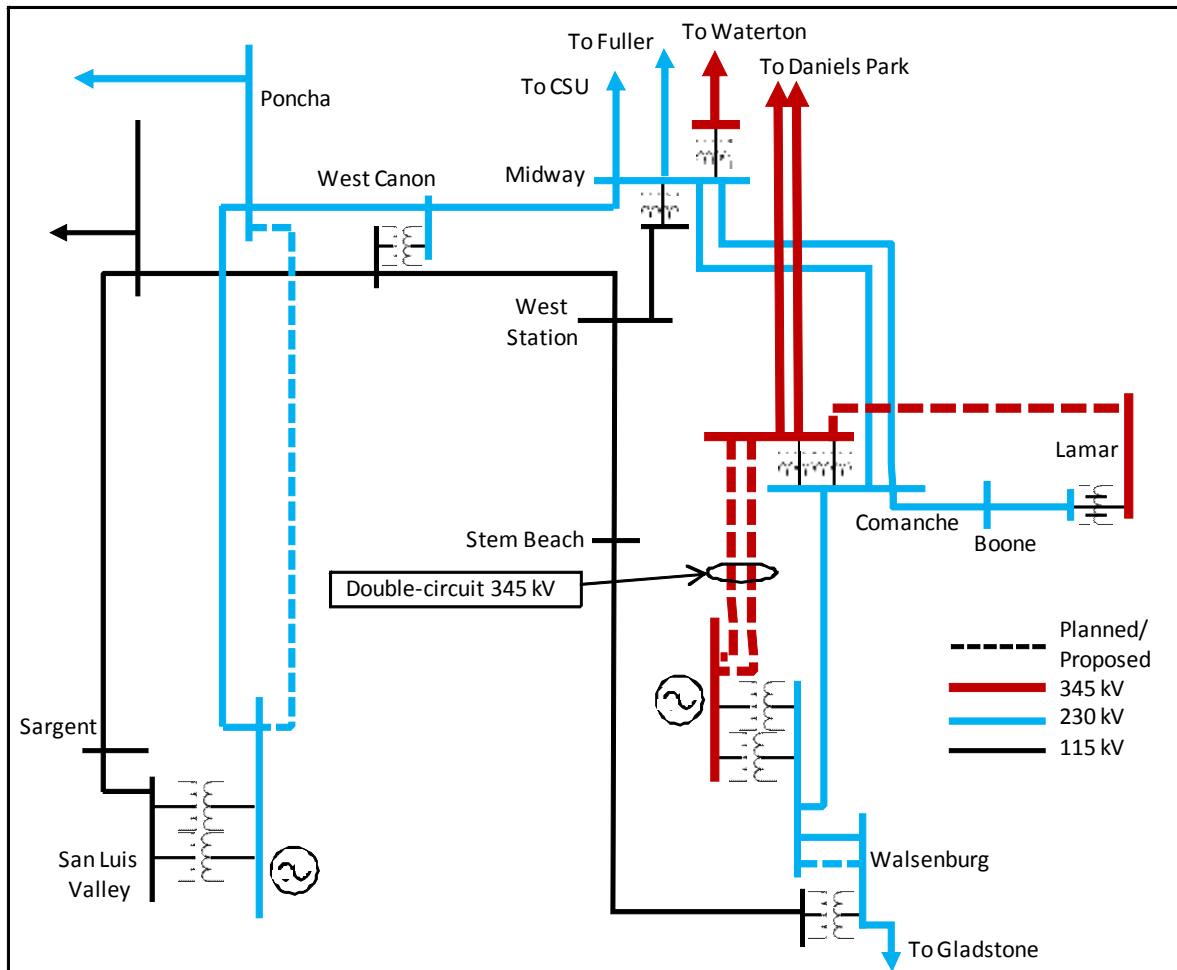 To Fuller
To Waterton
To CSU
To Daniels Park
Poncha
West Canon
Midway
West
Station
Lamar
Comanche
Boone
Stem Beach
Double-circuit 345 kV
Planned/
Proposed
345 kV
230 kV
115 kV
Sargent
San Luis
Valley
Walsenburg
To Gladstone